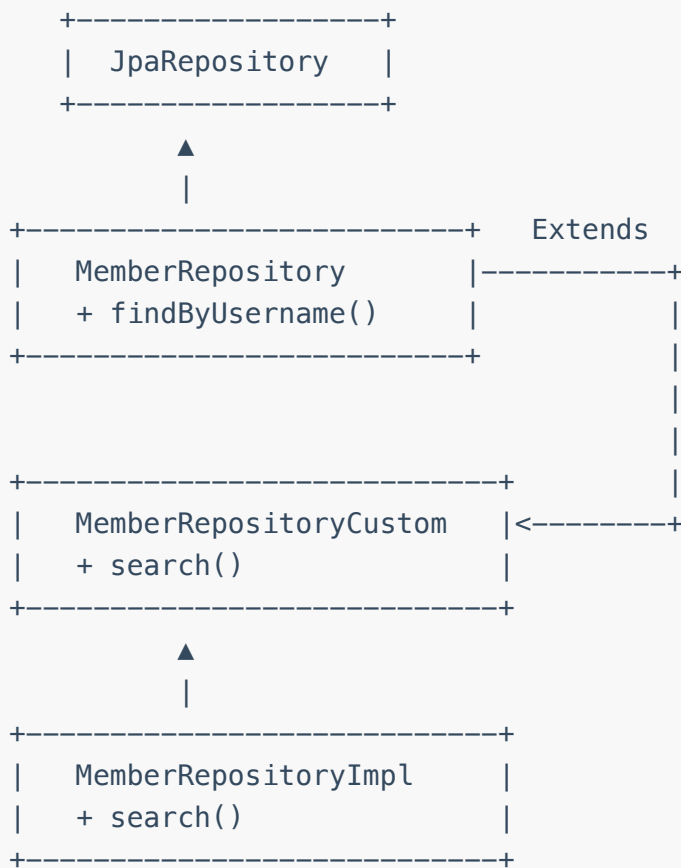 JpaRepository
MemberRepository
+ findByUsername()
Extends
MemberRepositoryCustom
+ search()
MemberRepositoryImpl
+ search()